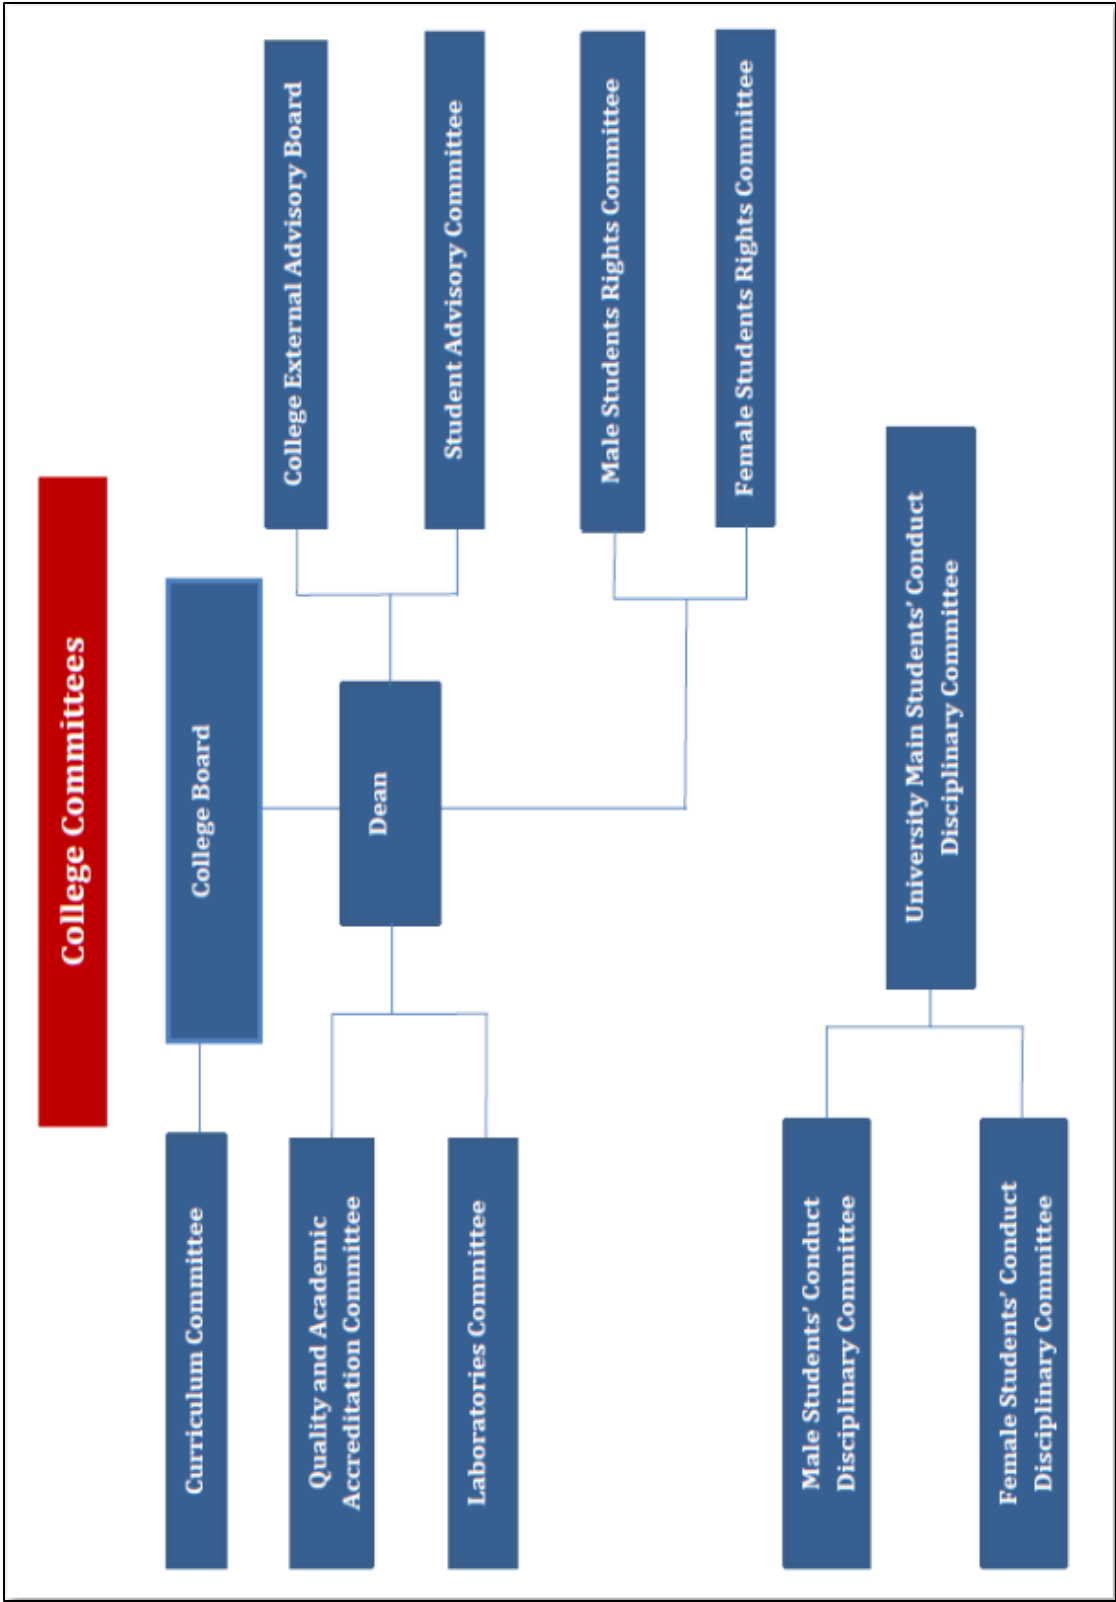 College Committees
College Board
Curriculum Committee
Dean
College External Advisory Board
Student Advisory Committee
Quality and Academic
Accreditation Committee
Laboratories Committee
Male Students Rights Committee
Female Students Rights Committee
University Main Students’ Conduct
Disciplinary Committee
Male Students’ Conduct
Disciplinary Committee
Female Students’ Conduct
Disciplinary Committee